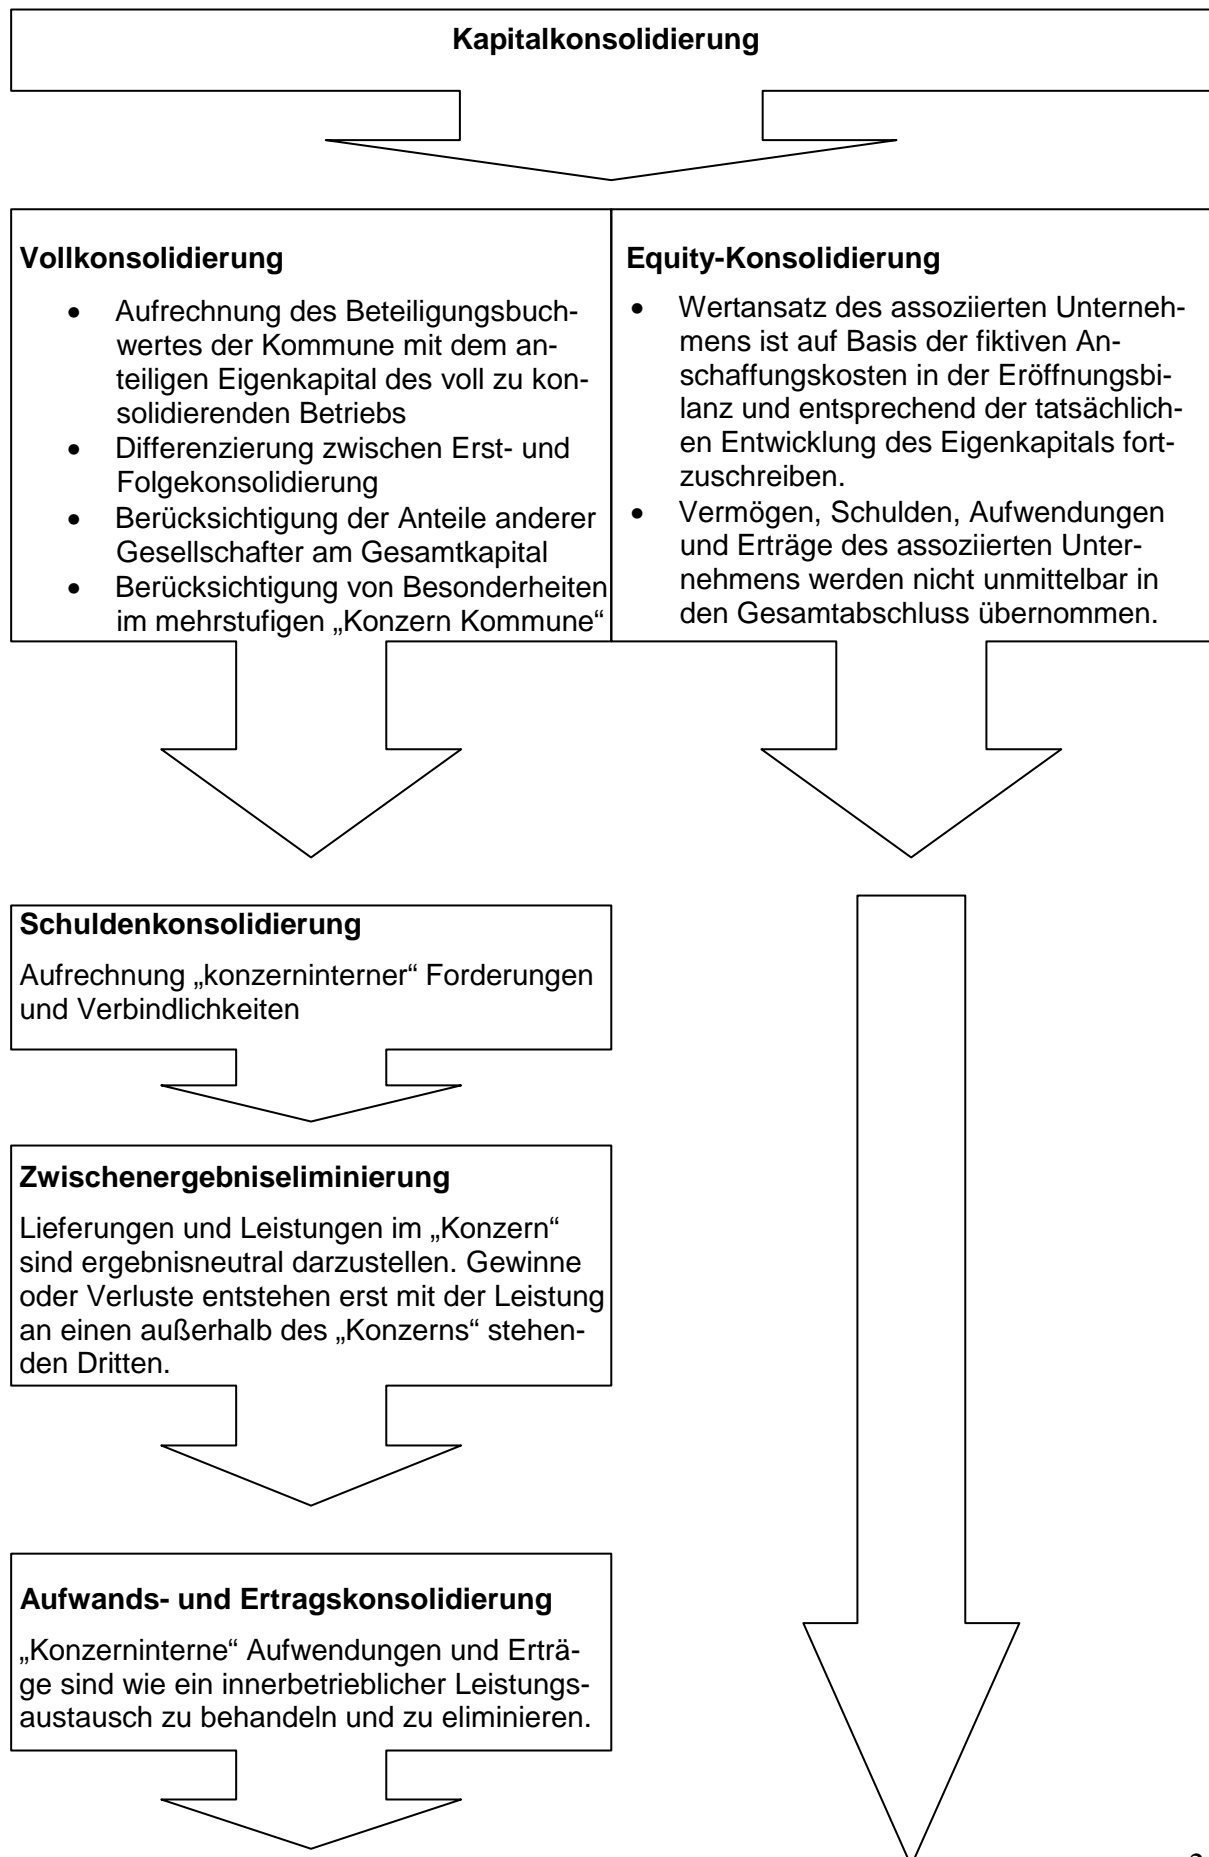 Kapitalkonsolidierung
Vollkonsolidierung
• Aufrechnung des Beteiligungsbuch-
wertes der Kommune mit dem an-
teiligen Eigenkapital des voll zu kon-
solidierenden Betriebs
• Differenzierung zwischen Erst- und
Folgekonsolidierung
• Berücksichtigung der Anteile anderer
Gesellschafter am Gesamtkapital
• Berücksichtigung von Besonderheiten
im mehrstufigen „Konzern Kommune“
Equity-Konsolidierung
• Wertansatz des assoziierten Unterneh-
mens ist auf Basis der fiktiven An-
schaffungskosten in der Eröffnungsbi-
lanz und entsprechend der tatsächlich-
en Entwicklung des Eigenkapitals fort-
zuschreiben.
• Vermögen, Schulden, Aufwendungen
und Erträge des assoziierten Unter-
nehmens werden nicht unmittelbar in
den Gesamtabschluss übernommen.
Schuldenkonsolidierung
Aufrechnung „konzerninterner“ Forderungen
und Verbindlichkeiten
Zwischenergebniseliminierung
Lieferungen und Leistungen im „Konzern“
sind ergebnisneutral darzustellen. Gewinne
oder Verluste entstehen erst mit der Leistung
an einen außerhalb des „Konzerns“ stehen-
den Dritten.
Aufwands- und Ertragskonsolidierung
„Konzerninterne“ Aufwendungen und Erträ-
ge sind wie ein innerbetrieblicher Leistungs-
austausch zu behandeln und zu eliminieren.